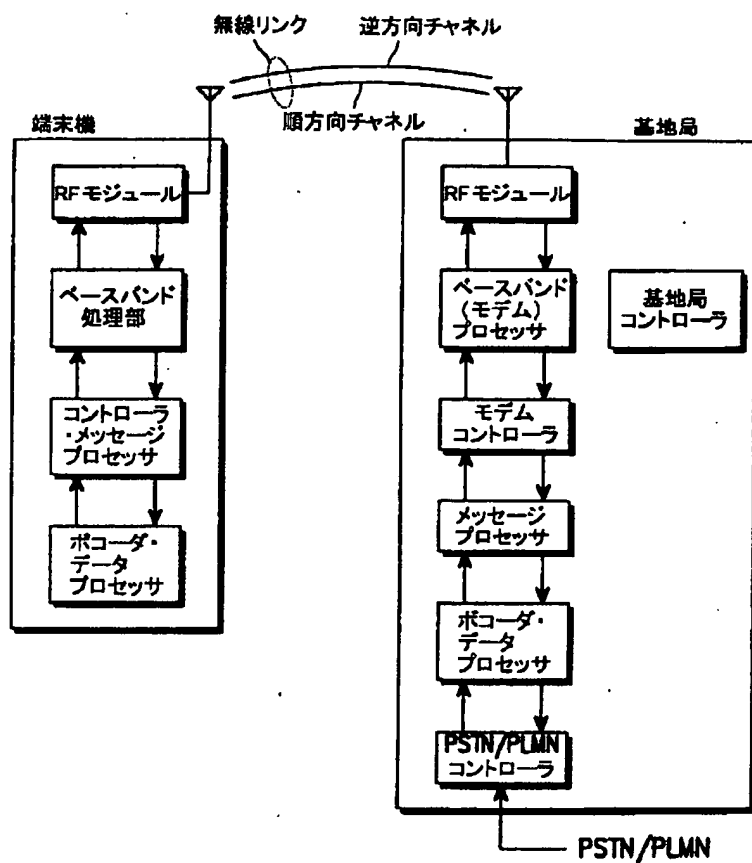 無線リンク
逆方向チャネル
順方向チャネル
端末機
基地局
RFモジュール
ベースバンド
処理部
コントローラ
・メッセージ
プロセッサ
ボコーダ・
データ
プロセッサ
RFモジュール
ベースバンド
(モデム)
プロセッサ
基地局
コントローラ
モデム
コントローラ
メッセージ
プロセッサ
ボコーダ・
データ
プロセッサ
PSTN/PLMN
コントローラ
PSTN/PLMN